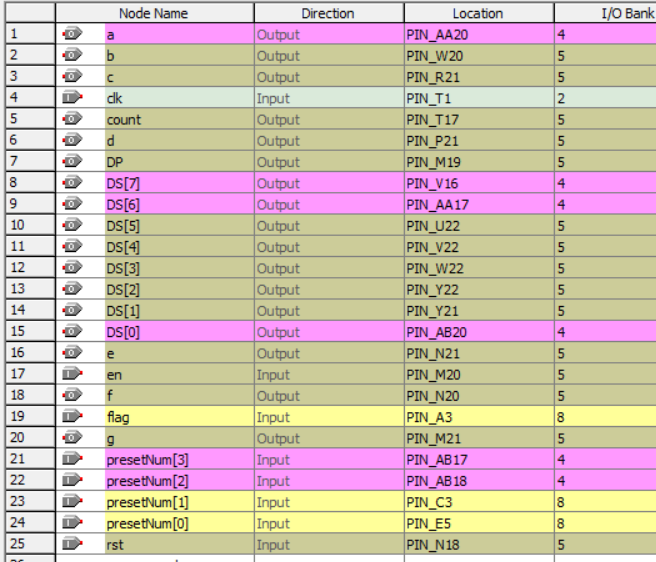 Node Name Direction Location I/O Bank
1 a Output PIN_AA20 4
2 b Output PIN_W20 5
3 c Output PIN_R21 5
4 clk Input PIN_T1 2
5 count Output PIN_T17 5
6 d Output PIN_P21 5
7 DP Output PIN_M19 5
8 DS[7] Output PIN_V16 4
9 DS[6] Output PIN_AA17 4
10 DS[5] Output PIN_U22 5
11 DS[4] Output PIN_V22 5
12 DS[3] Output PIN_W22 5
13 DS[2] Output PIN_Y22 5
14 DS[1] Output PIN_Y21 5
15 DS[0] Output PIN_AB20 4
16 e Output PIN_N21 5
17 en Input PIN_M20 5
18 f Output PIN_N20 5
19 flag Input PIN_A3 8
20 g Output PIN_M21 5
21 presetNum[3] Input PIN_AB17 4
22 presetNum[2] Input PIN_AB18 4
23 presetNum[1] Input PIN_C3 8
24 presetNum[0] Input PIN_E5 8
25 rst Input PIN_N18 5